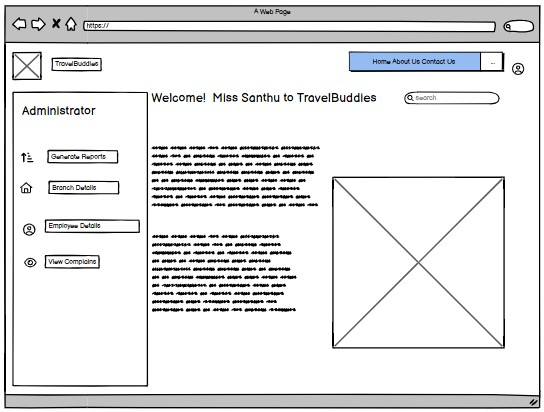 A Web Page
https://
TravelBuddies
Home About Us Contact Us
...
Welcome! Miss Santhu to TravelBuddies
search
Administrator
Generate Reports
Branch Details
Employee Details
View Complains